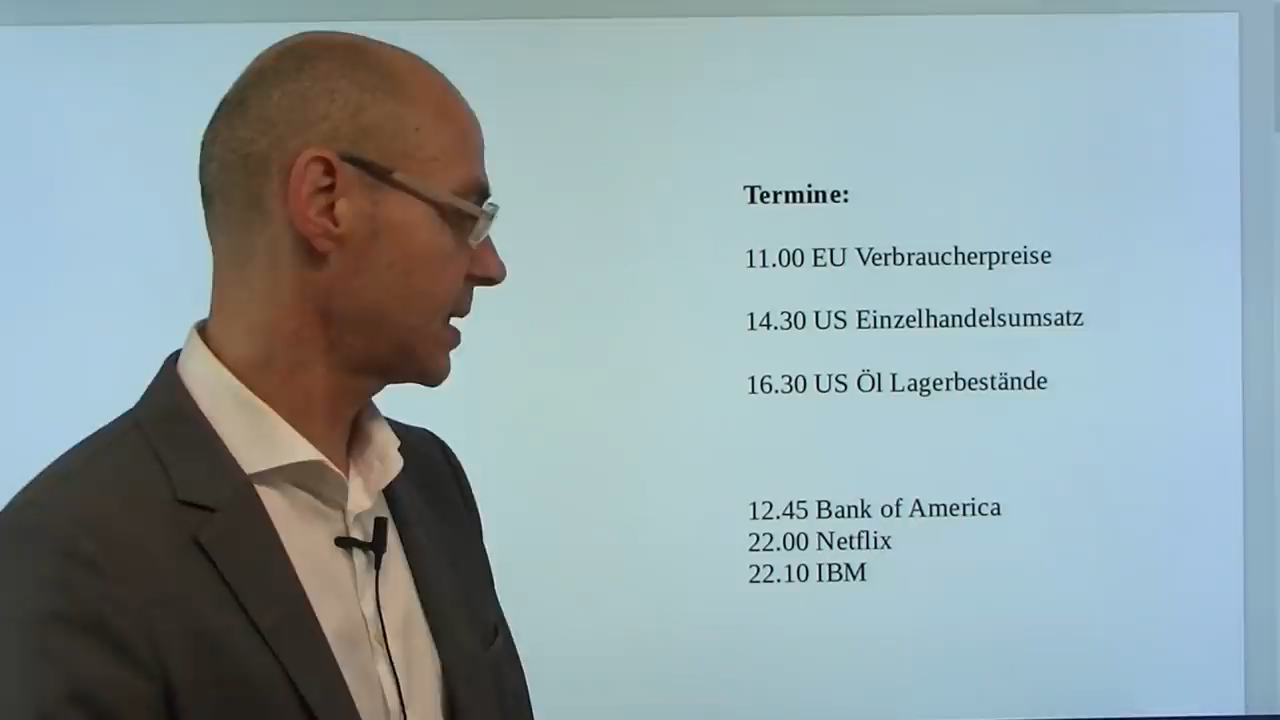 Termine:
11.00 EU Verbraucherpreise
14.30 US Einzelhandelsumsatz
16.30 US Öl Lagerbestände
12.45 Bank of America
22.00 Netflix
22.10 IBM